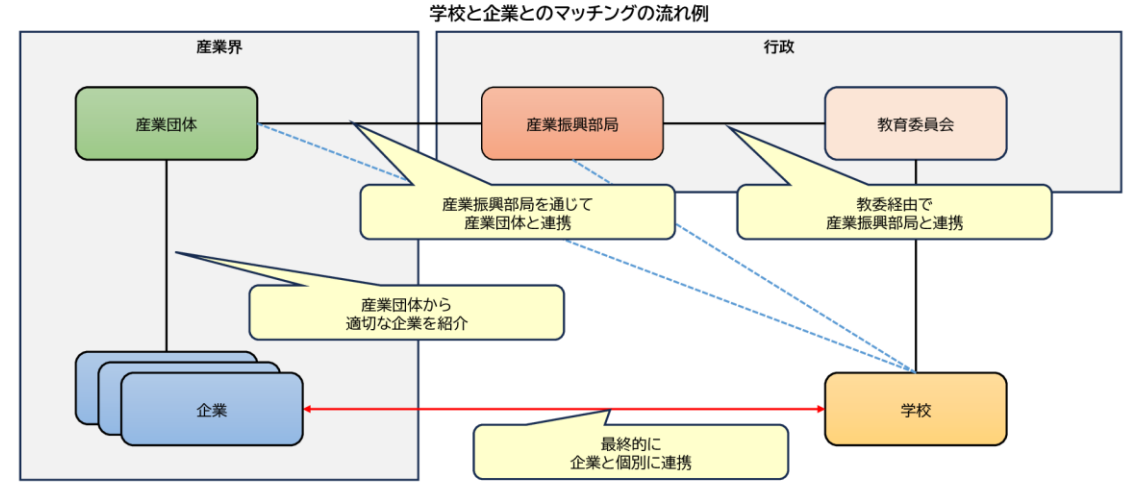 学校と企業とのマッチングの流れ例
産業界
行政
産業団体
産業振興部局
教育委員会
産業振興部局を通じて
産業団体と連携
教委経由で
産業振興部局と連携
産業団体から
適切な企業を紹介
企業
学校
最終的に
企業と個別に連携